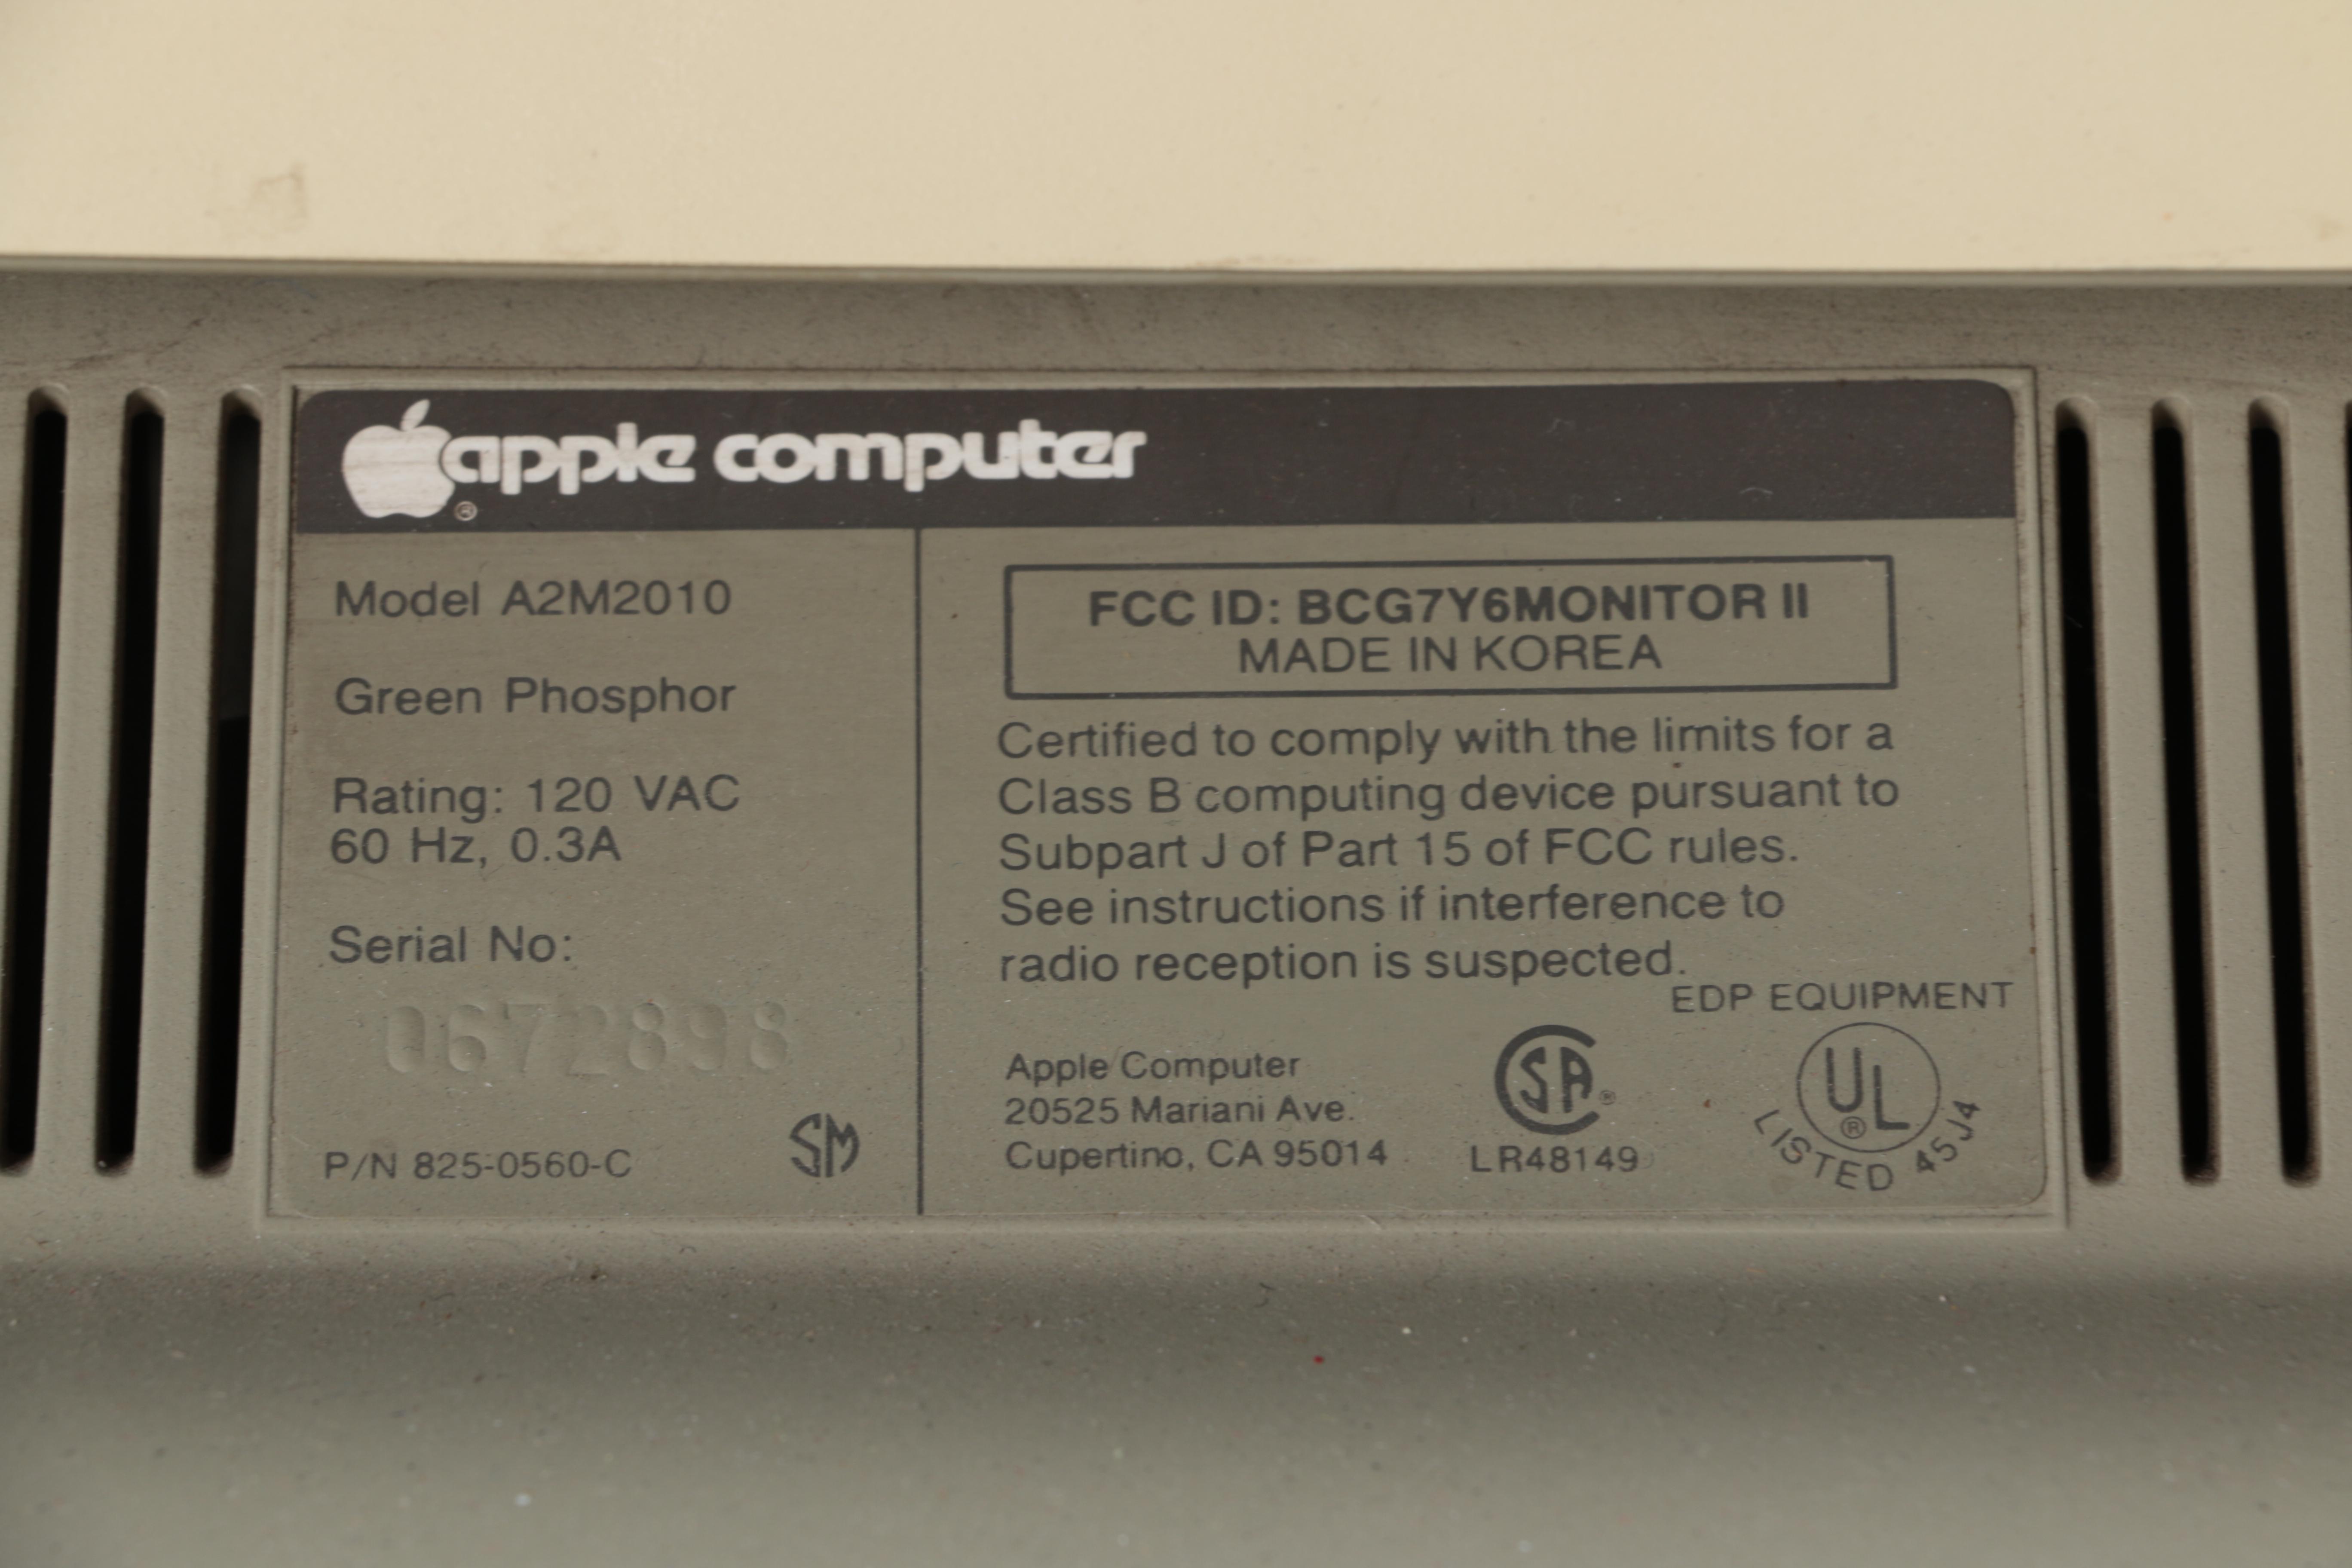 apple computer
®
Model A2M2010
Green Phosphor
Rating: 120 VAC
60 Hz, 0.3A
Serial No:
0672898
P/N 825-0560-C
SM
FCC ID: BCG7Y6MONITOR II
MADE IN KOREA
Certified to comply with the limits for a
Class B computing device pursuant to
Subpart J of Part 15 of FCC rules.
See instructions if interference to
radio reception is suspected.
Apple Computer
20525 Mariani Ave.
Cupertino, CA 95014
SA®
LR48149
EDP EQUIPMENT
UL®
LISTED 45J4